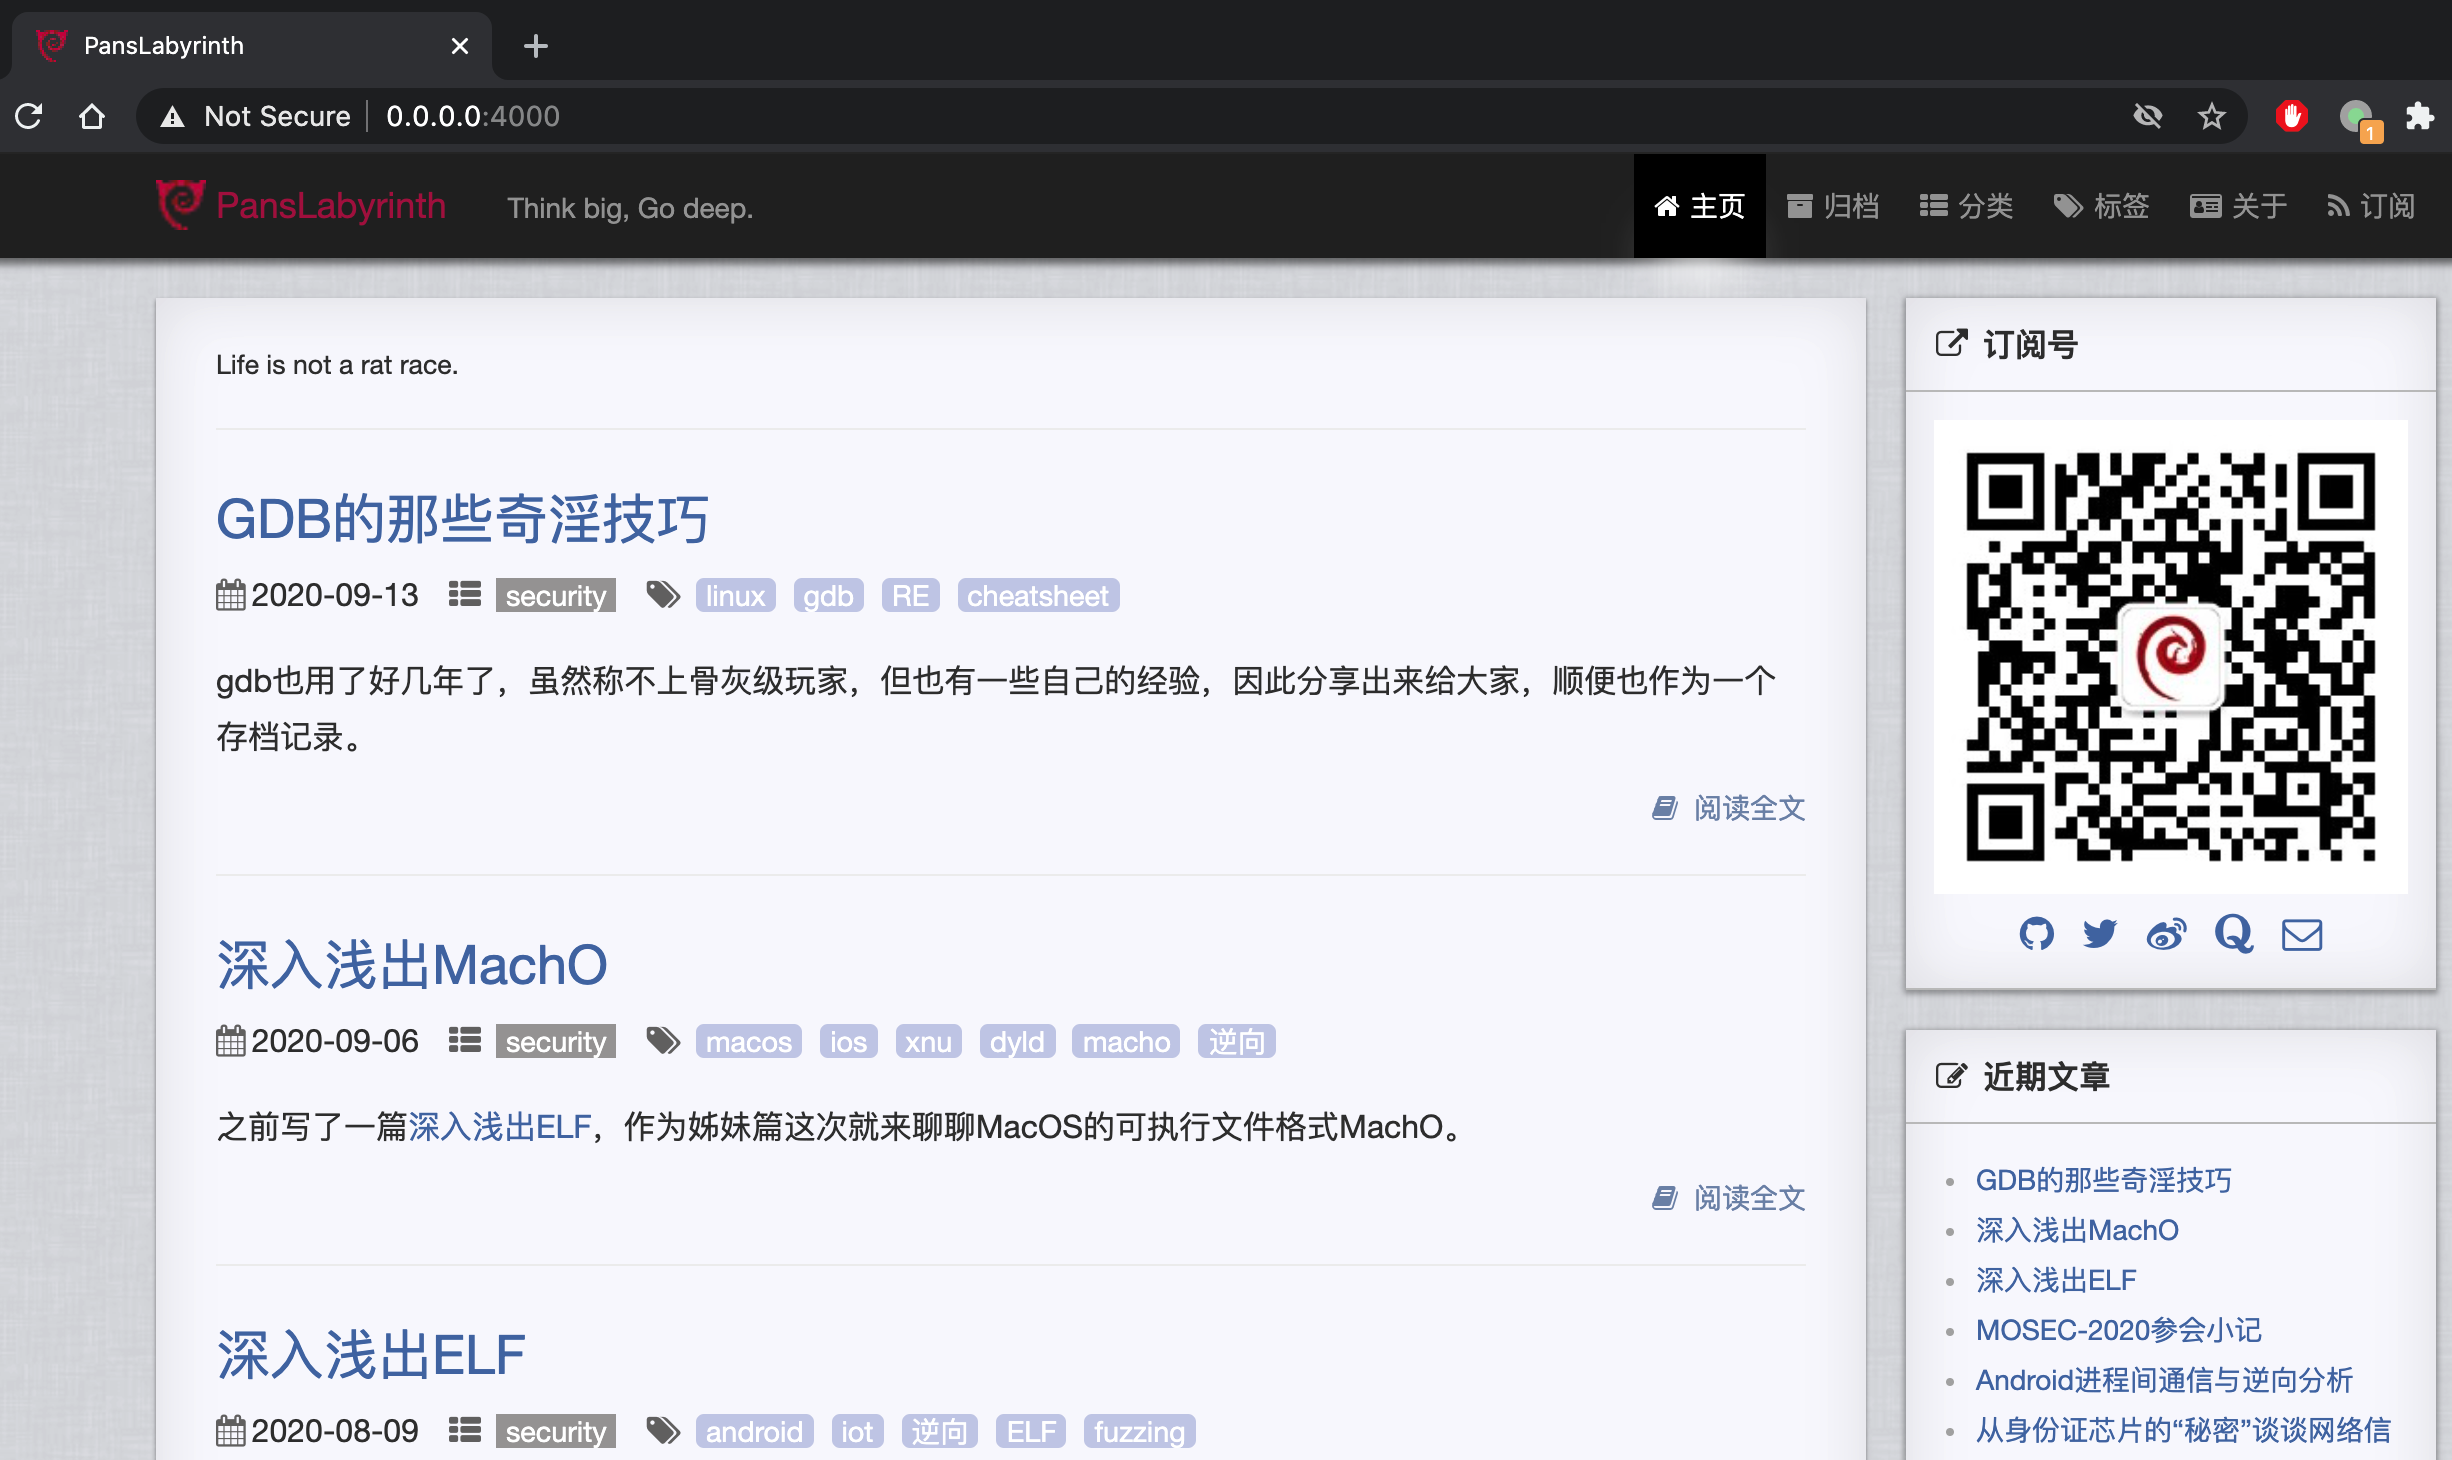 PansLabyrinth
Not Secure
0.0.0.0:4000
1
PansLabyrinth
Think big, Go deep.
主页
归档
分类
标签
关于
订阅
Life is not a rat race.
GDB的那些奇淫技巧
2020-09-13 security linux gdb RE cheatsheet
gdb也用了好几年了，虽然称不上骨灰级玩家，但也有一些自己的经验，因此分享出来给大家，顺便也作为一个
存档记录。
阅读全文
深入浅出MachO
2020-09-06 security macos ios xnu dyld macho 逆向
之前写了一篇深入浅出ELF，作为姊妹篇这次就来聊聊MacOS的可执行文件格式MachO。
阅读全文
深入浅出ELF
2020-08-09 security android iot 逆向 ELF fuzzing
订阅号
近期文章
GDB的那些奇淫技巧
深入浅出MachO
深入浅出ELF
MOSEC-2020参会小记
Android进程间通信与逆向分析
从身份证芯片的“秘密”谈谈网络信